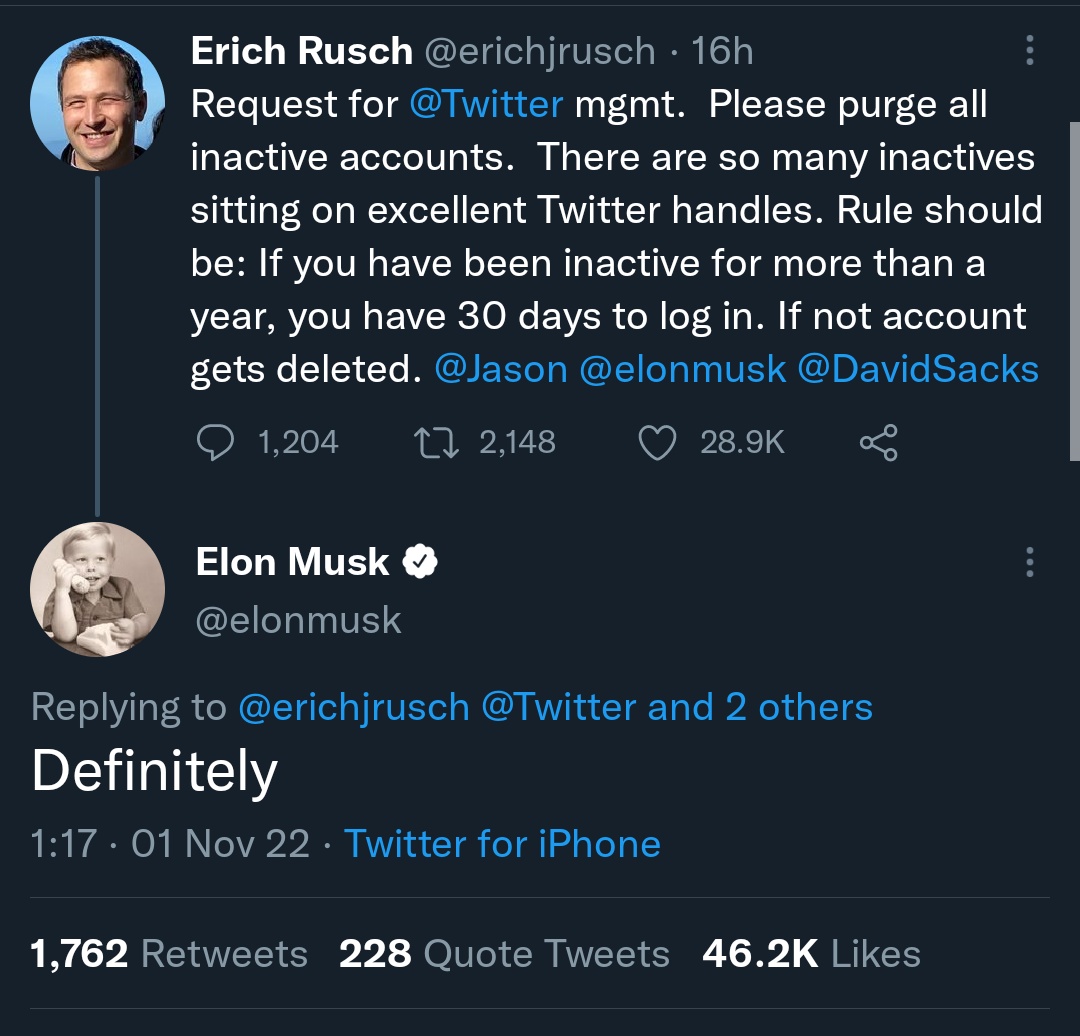 Erich Rusch @erichjrusch · 16h
Request for @Twitter mgmt.  Please purge all
inactive accounts.  There are so many inactives
sitting on excellent Twitter handles. Rule should
be: If you have been inactive for more than a
year, you have 30 days to log in. If not account
gets deleted. @Jason @elonmusk @DavidSacks
1,204 2,148 28.9K
Elon Musk
@elonmusk
Replying to @erichjrusch @Twitter and 2 others
Definitely
1:17 · 01 Nov 22 · Twitter for iPhone
1,762 Retweets 228 Quote Tweets 46.2K Likes